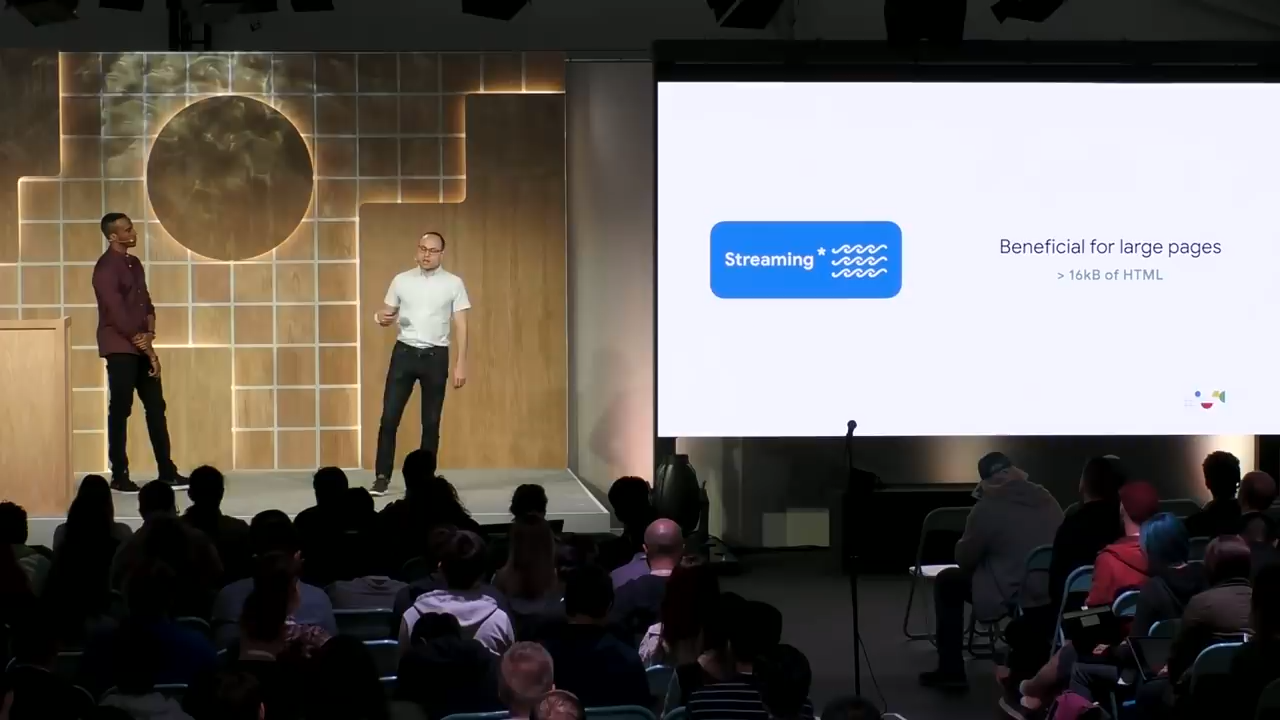 Streaming*
Beneficial for large pages
> 16kB of HTML